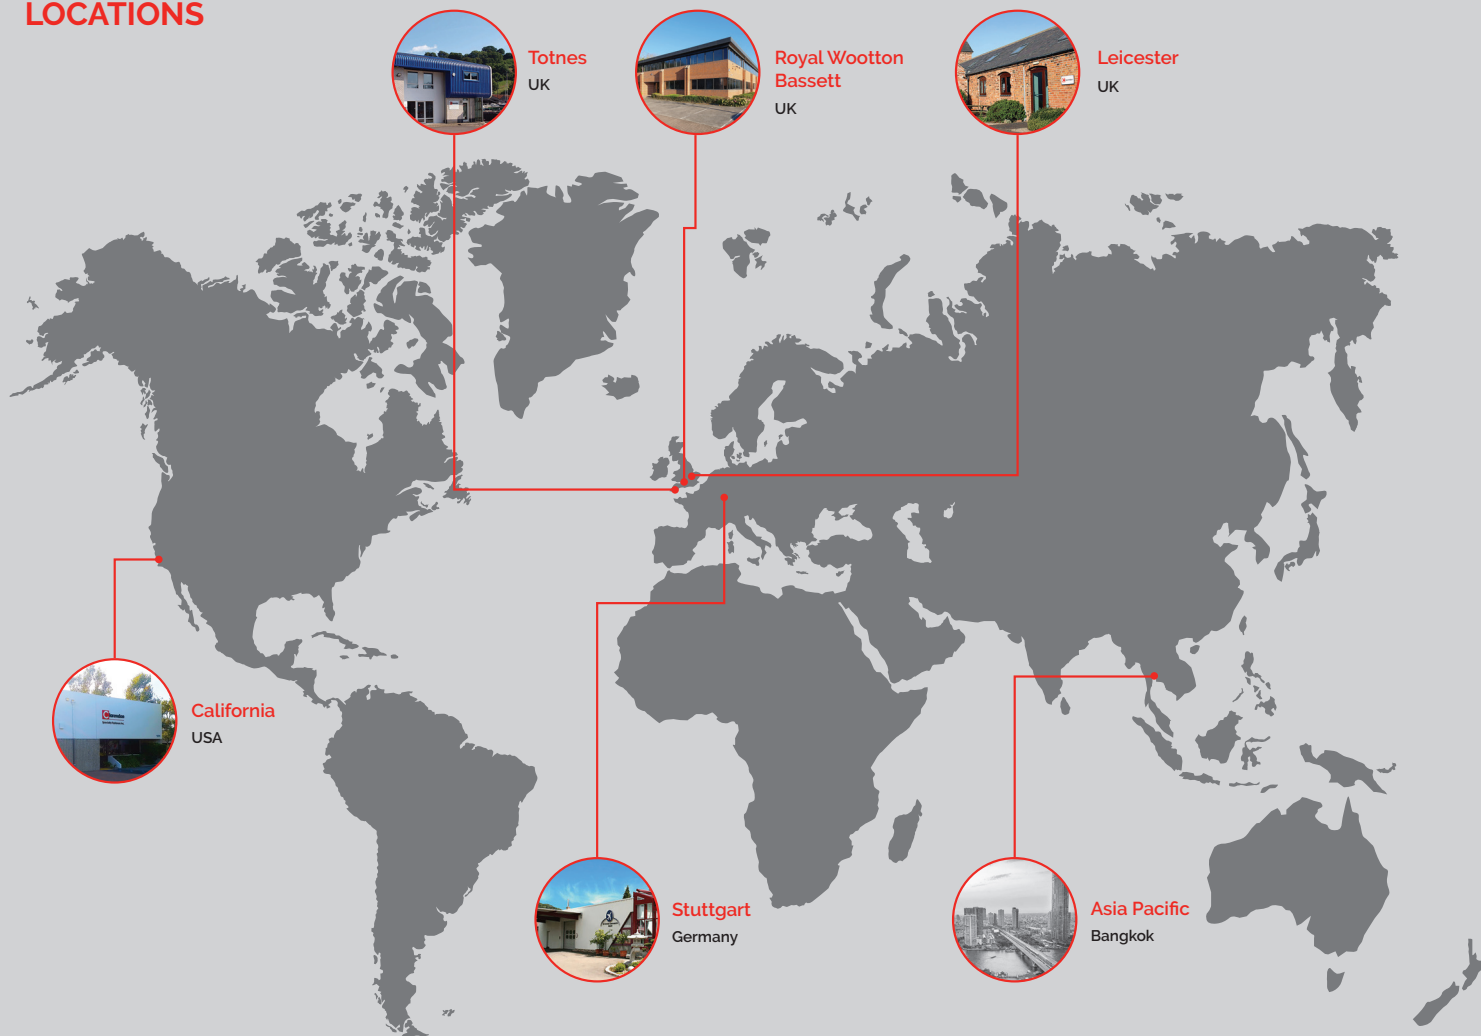 LOCATIONS
Totnes
UK
Royal Wootton
Bassett
UK
Leicester
UK
California
USA
Stuttgart
Germany
Asia Pacific
Bangkok